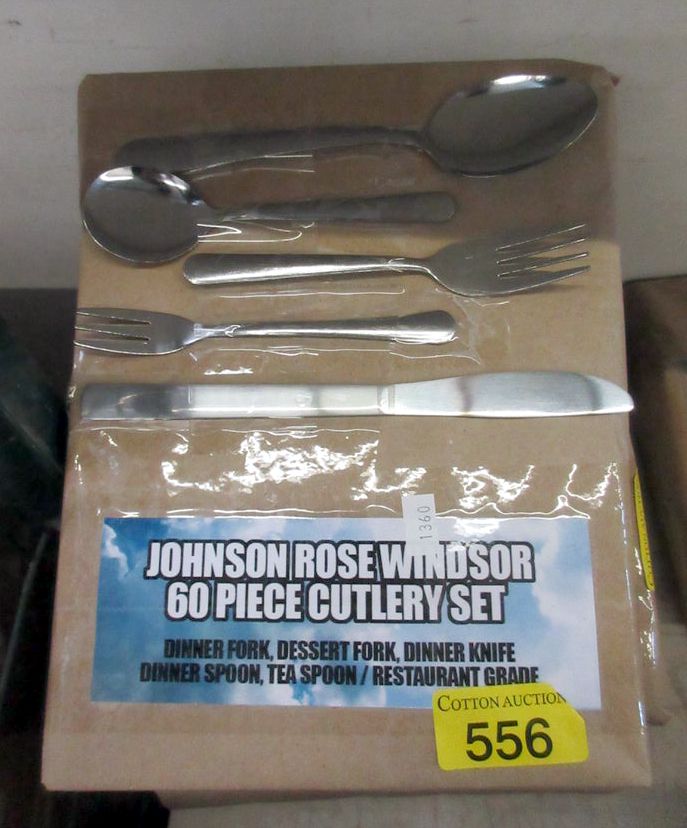 1360
JOHNSON ROSE WINDSOR
60 PIECE CUTLERY SET
DINNER FORK, DESSERT FORK, DINNER KNIFE
DINNER SPOON, TEA SPOON / RESTAURANT GRADE
COTTON AUCTION
556